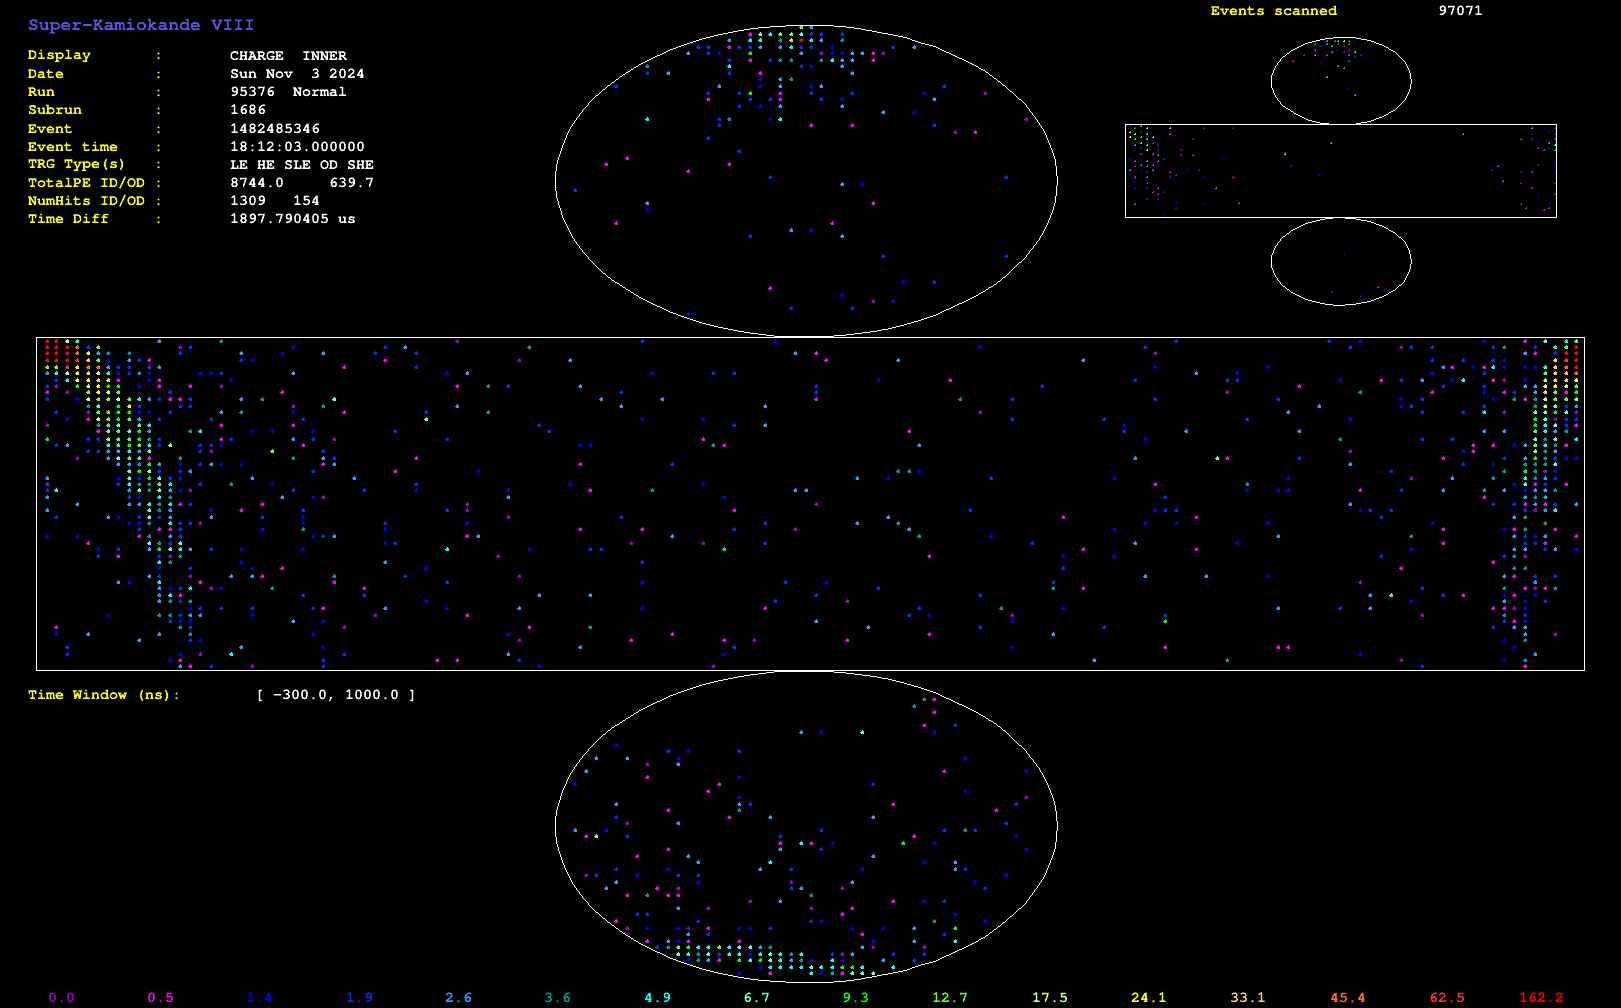 Super-Kamiokande VIII
Display : CHARGE INNER
Date : Sun Nov 3 2024
Run : 95376 Normal
Subrun : 1686
Event : 1482485346
Event time : 18:12:03.000000
TRG Type(s) : LE HE SLE OD SHE
TotalPE ID/OD : 8744.0 639.7
NumHits ID/OD : 1309 154
Time Diff : 1897.790405 us
Events scanned 97071
Time Window (ns): [ -300.0, 1000.0 ]
0.0 0.5 1.4 1.9 2.6 3.6 4.9 6.7 9.3 12.7 17.5 24.1 33.1 45.4 62.5 162.2